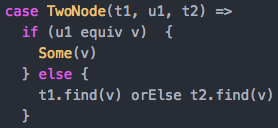 case TwoNode(t1, u1, t2) =>
  if (u1 equiv v)  {
    Some(v)
  } else {
    t1.find(v) orElse t2.find(v)
  }